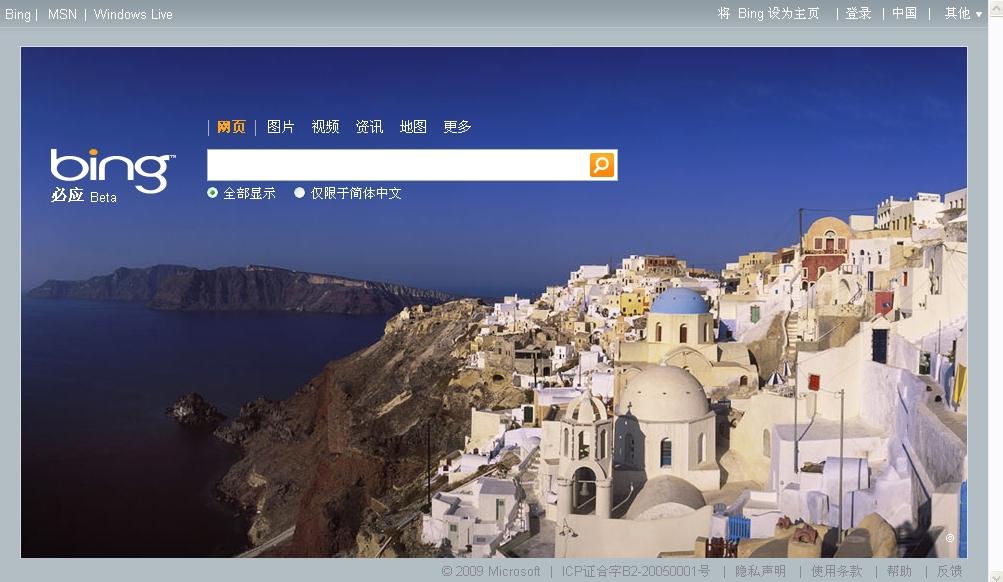 Bing | MSN | Windows Live 将 Bing 设为主页 | 登录 | 中国 | 其他
| 网页 | 图片 视频 资讯 地图 更多
bing™
必应 Beta
全部显示 仅限于简体中文
© 2009 Microsoft | ICP证合字B2-20050001号 | 隐私声明 | 使用条款 | 帮助 | 反馈